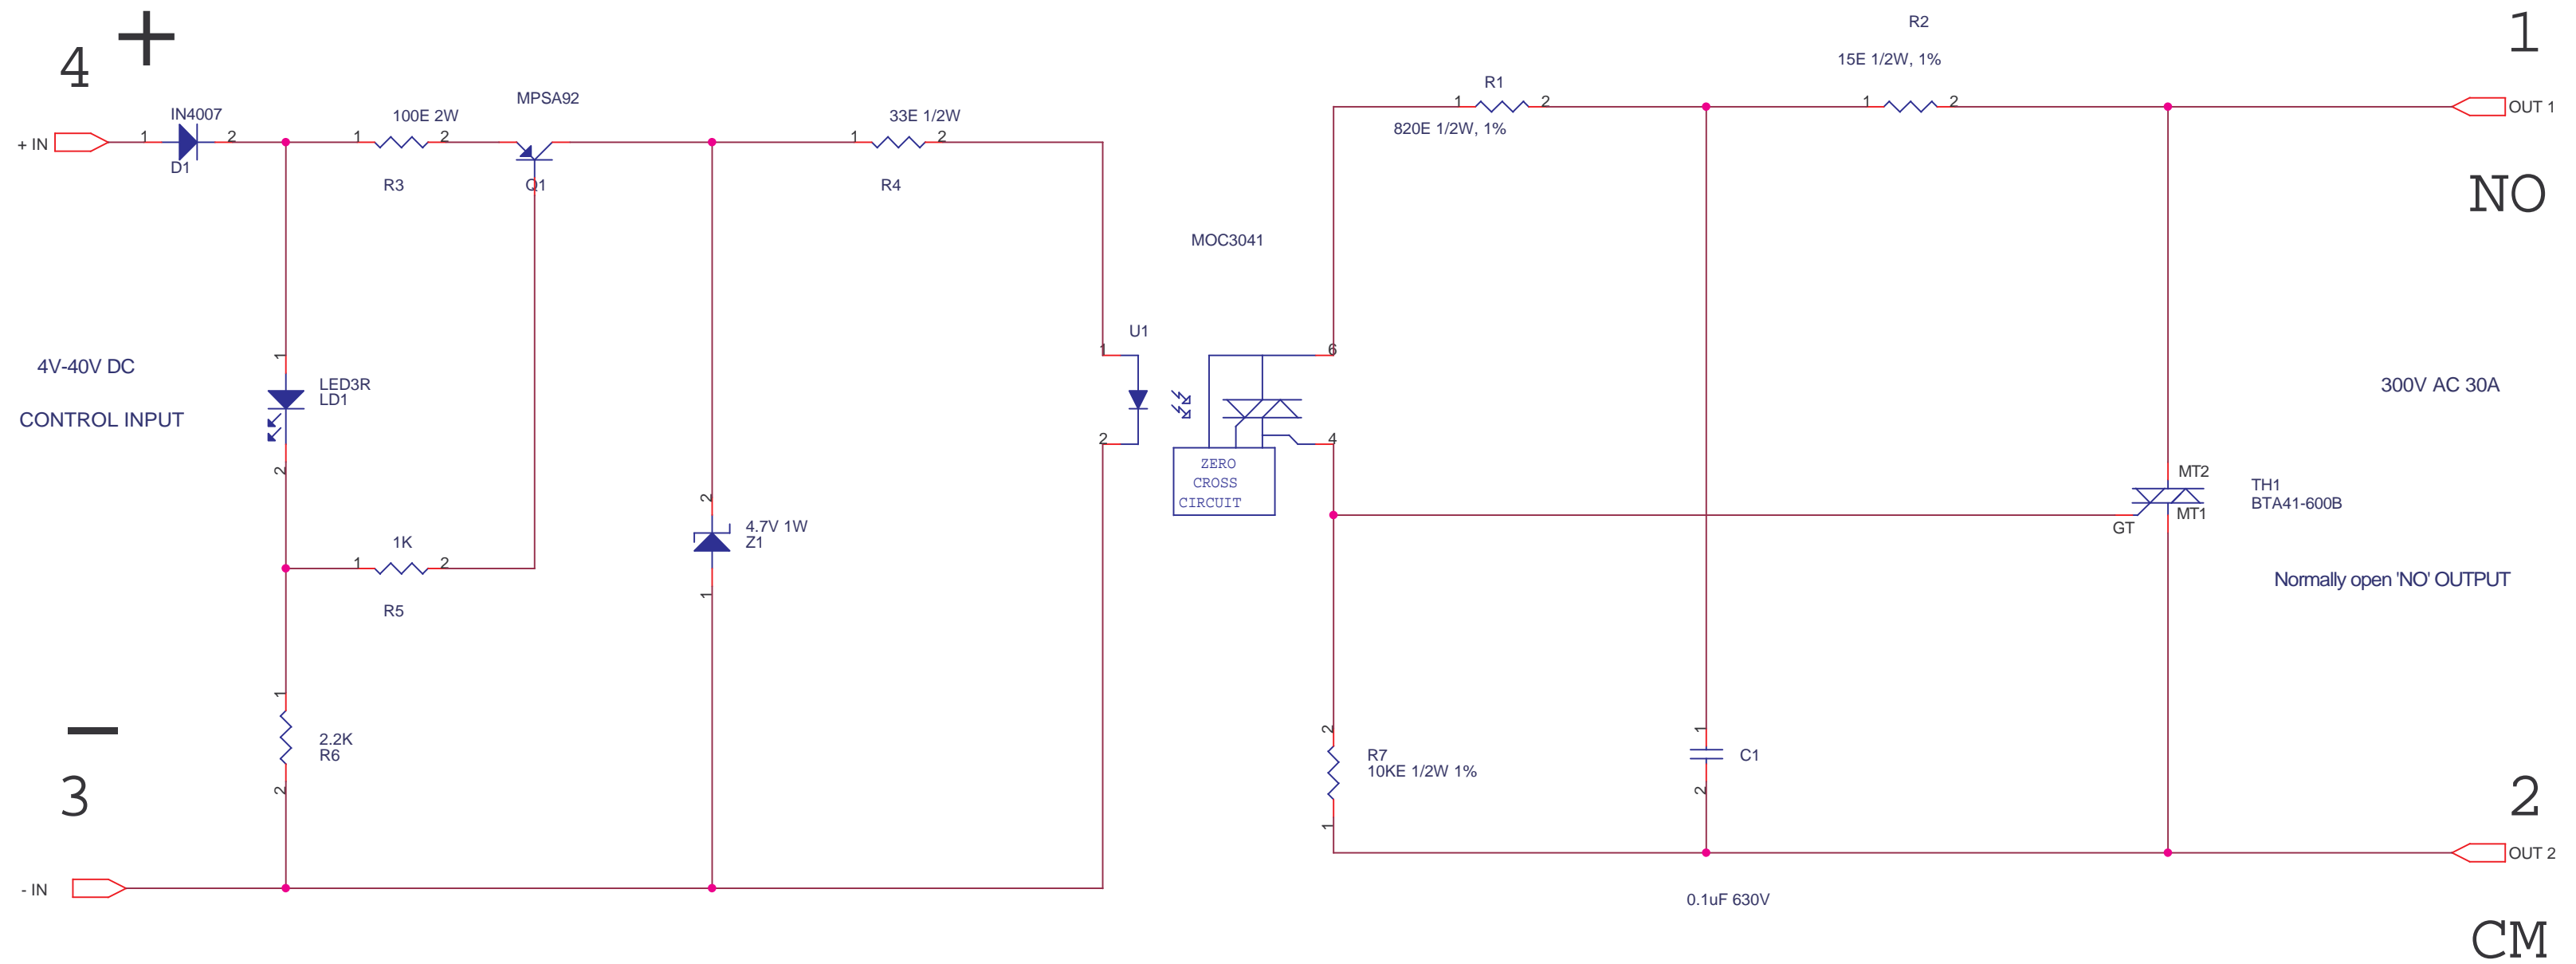 +
4
1
R2
15E 1/2W, 1%
IN4007
100E 2W
MPSA92
33E 1/2W
R1
1
2
1
2
820E 1/2W, 1%
OUT 1
+ IN
1
2
1
2
1
2
D1
R3
Q1
R4
NO
MOC3041
U1
1
6
4V-40V DC
1
LED3R
LD1
300V AC 30A
CONTROL INPUT
2
2
4
ZERO
CROSS
CIRCUIT
MT2
TH1
BTA41-600B
MT1
GT
2
4.7V 1W
Z1
1
1K
1
2
R5
Normally open 'NO' OUTPUT
1
2.2K
R6
2
−
3
2
R7
10KE 1/2W 1%
1
1
C1
2
2
OUT 2
- IN
0.1uF 630V
CM